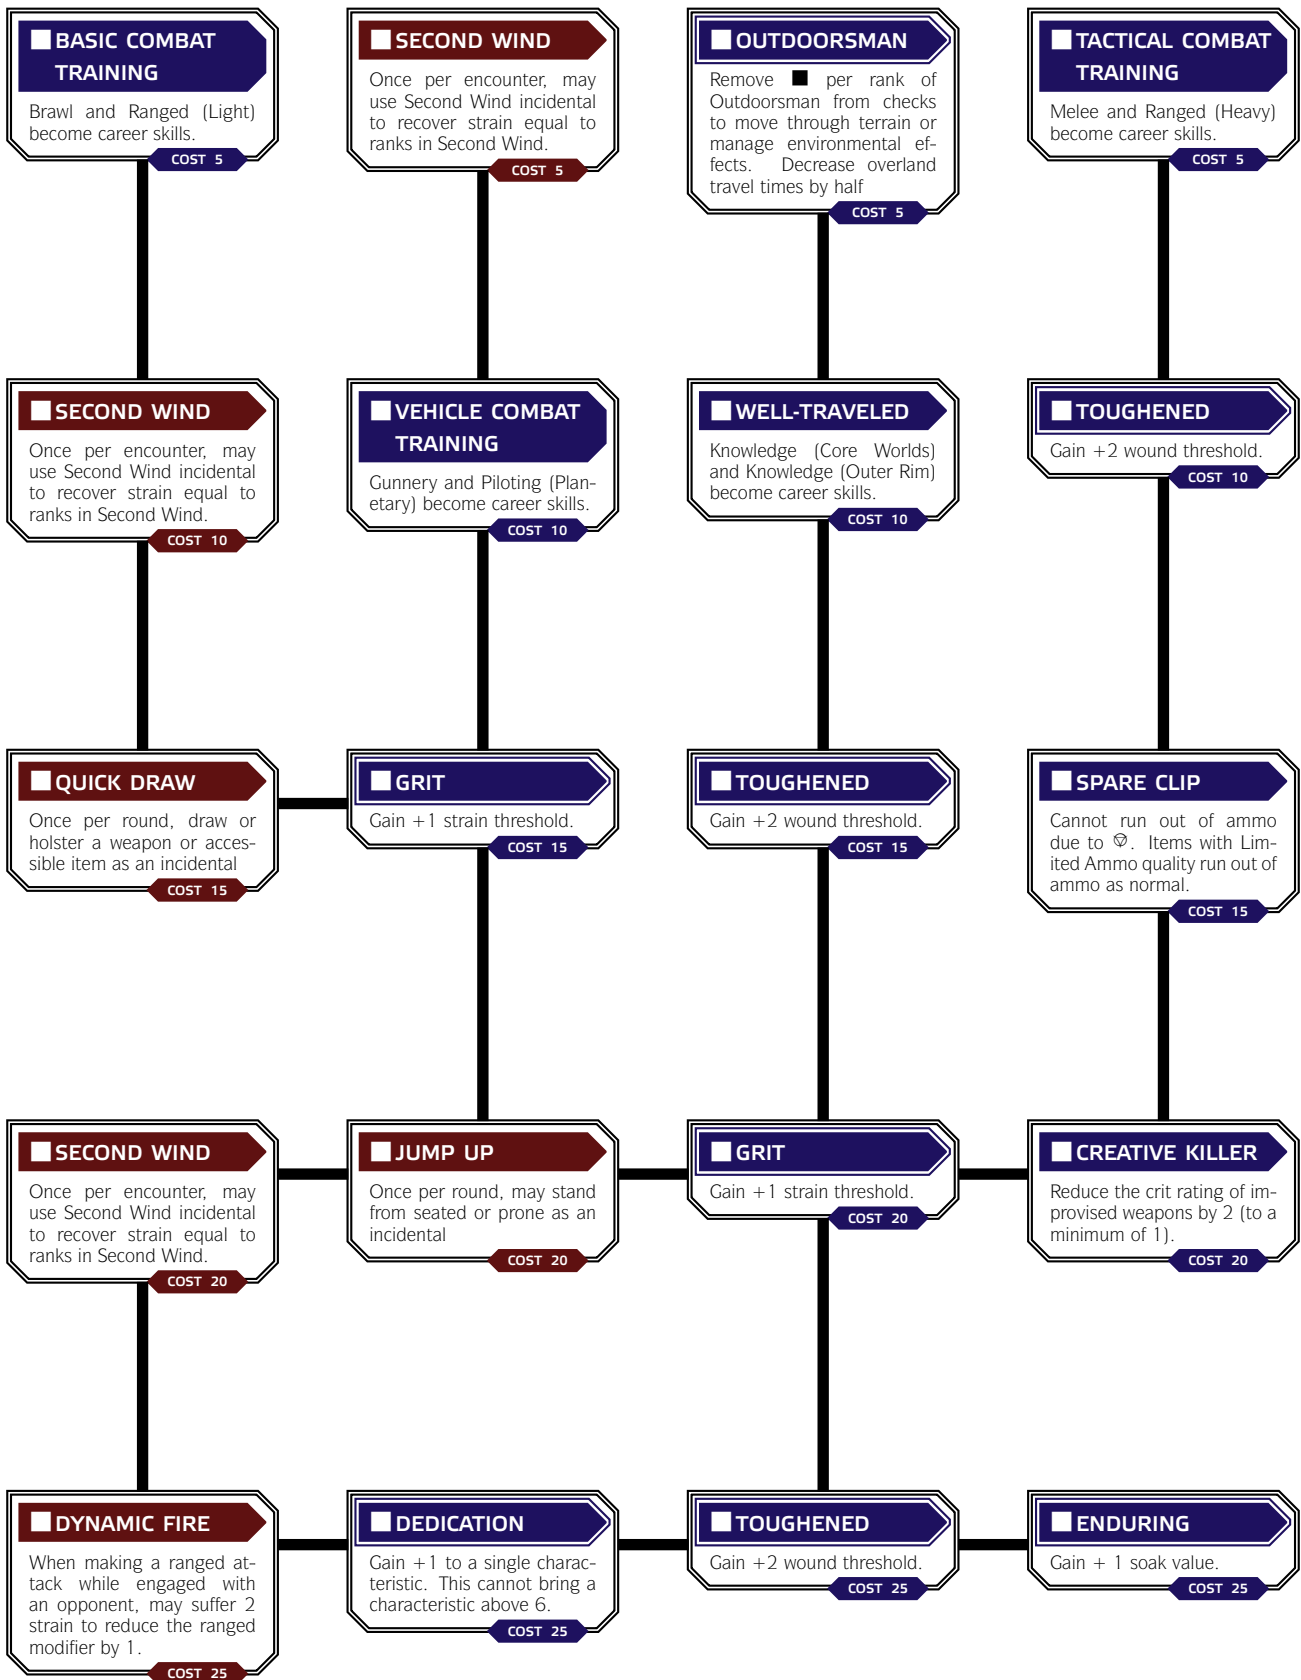 BASIC COMBAT
TRAINING
Brawl and Ranged (Light)
become career skills.
COST 5
SECOND WIND
Once per encounter, may
use Second Wind incidental
to recover strain equal to
ranks in Second Wind.
COST 5
OUTDOORSMAN
Remove ■ per rank of
Outdoorsman from checks
to move through terrain or
manage environmental ef-
fects. Decrease overland
travel times by half
COST 5
TACTICAL COMBAT
TRAINING
Melee and Ranged (Heavy)
become career skills.
COST 5
SECOND WIND
Once per encounter, may
use Second Wind incidental
to recover strain equal to
ranks in Second Wind.
COST 10
VEHICLE COMBAT
TRAINING
Gunnery and Piloting (Plan-
etary) become career skills.
COST 10
WELL-TRAVELED
Knowledge (Core Worlds)
and Knowledge (Outer Rim)
become career skills.
COST 10
TOUGHENED
Gain +2 wound threshold.
COST 10
QUICK DRAW
Once per round, draw or
holster a weapon or acces-
sible item as an incidental
COST 15
GRIT
Gain +1 strain threshold.
COST 15
TOUGHENED
Gain +2 wound threshold.
COST 15
SPARE CLIP
Cannot run out of ammo
due to . Items with Lim-
ited Ammo quality run out of
ammo as normal.
COST 15
SECOND WIND
Once per encounter, may
use Second Wind incidental
to recover strain equal to
ranks in Second Wind.
COST 20
JUMP UP
Once per round, may stand
from seated or prone as an
incidental
COST 20
GRIT
Gain +1 strain threshold.
COST 20
CREATIVE KILLER
Reduce the crit rating of im-
provised weapons by 2 (to a
minimum of 1).
COST 20
DYNAMIC FIRE
When making a ranged at-
tack while engaged with
an opponent, may suffer 2
strain to reduce the ranged
modifier by 1.
COST 25
DEDICATION
Gain +1 to a single charac-
teristic. This cannot bring a
characteristic above 6.
COST 25
TOUGHENED
Gain +2 wound threshold.
COST 25
ENDURING
Gain + 1 soak value.
COST 25